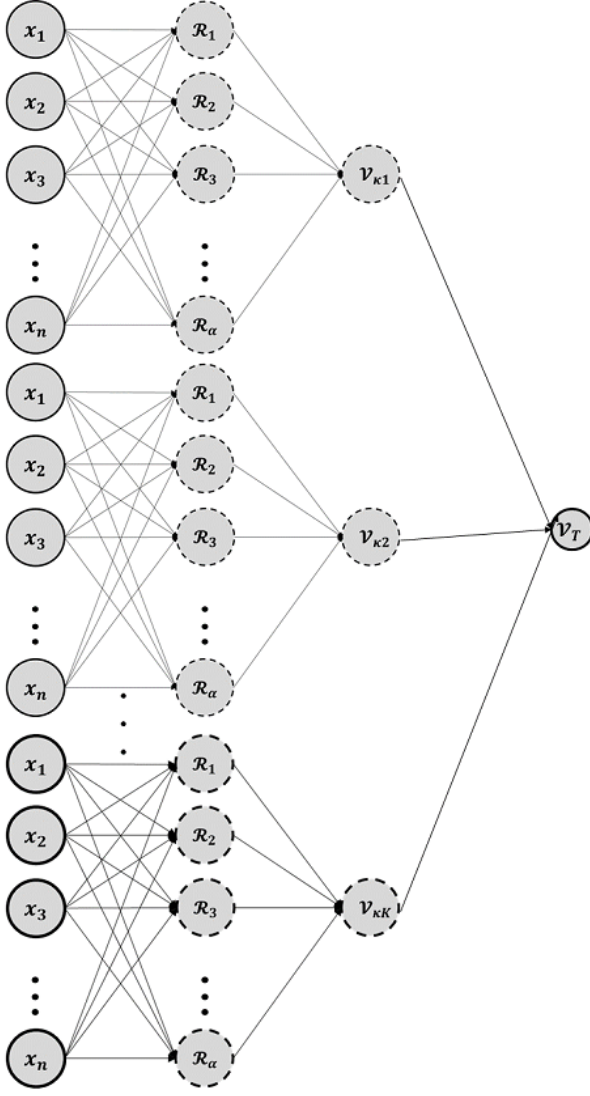 x₁ ℛ₁
x₂ ℛ₂
x₃ ℛ₃ 𝒱κ1
xₙ ℛα
x₁ ℛ₁
x₂ ℛ₂
x₃ ℛ₃ 𝒱κ2 𝒱T
xₙ ℛα
x₁ ℛ₁
x₂ ℛ₂
x₃ ℛ₃ 𝒱κK
xₙ ℛα